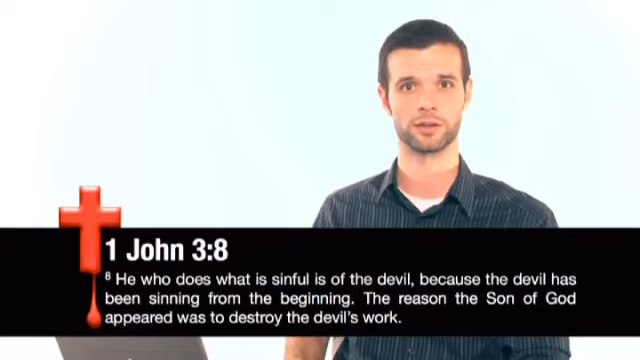 1 John 3:8
8 He who does what is sinful is of the devil, because the devil has
been sinning from the beginning. The reason the Son of God
appeared was to destroy the devil's work.